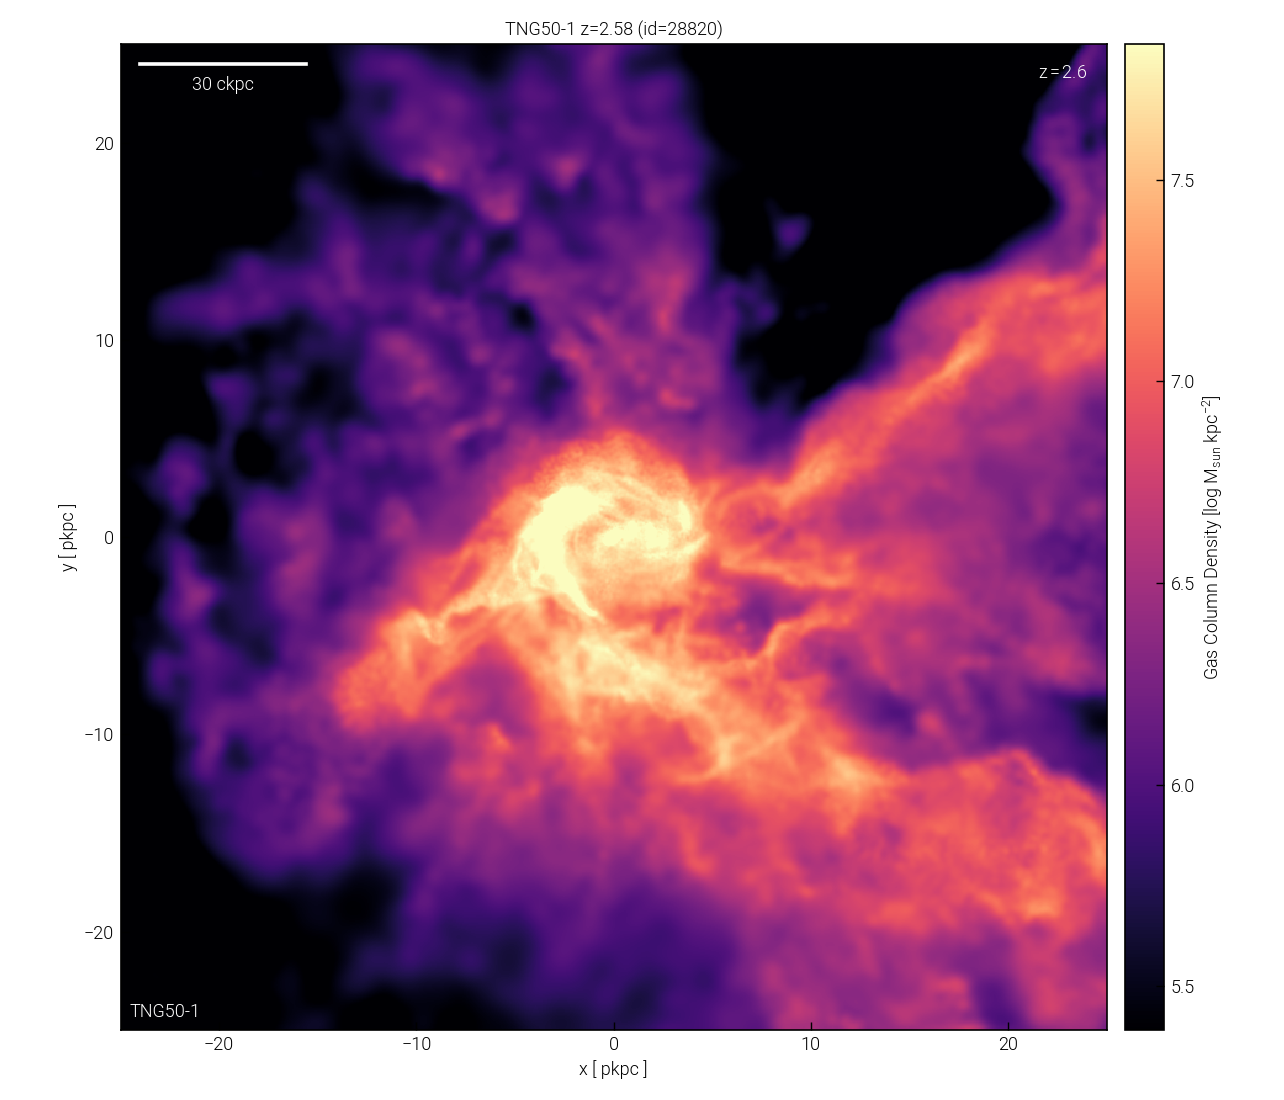 TNG50-1 z=2.58 (id=28820)
30 ckpc
z = 2.6
20
10
0
−10
−20
y [ pkpc ]
TNG50-1
−20
−10
0
10
20
x [ pkpc ]
7.5
7.0
6.5
6.0
5.5
Gas Column Density [log M_sun kpc^−2]